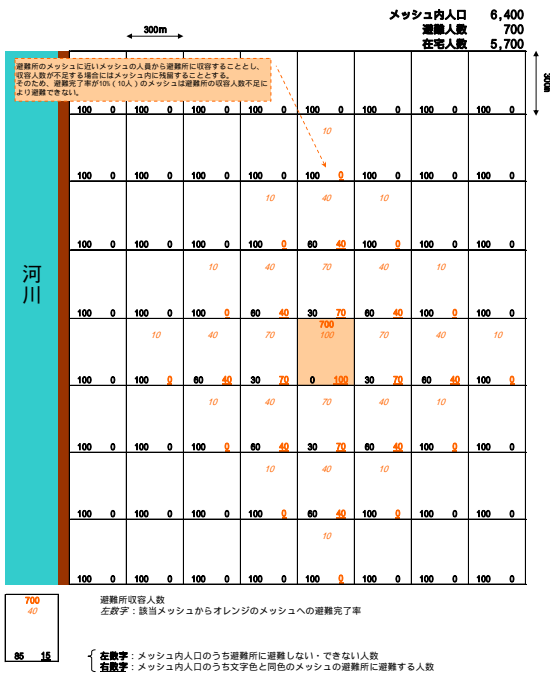 メッシュ内人口 6,400
避難人数 700
在宅人数 5,700
300m
300m
避難所のメッシュに近いメッシュの人員から避難所に収容することとし、
収容人数が不足する場合にはメッシュ内に残留することとする。
そのため、避難完了率が10%(10人)のメッシュは避難所の収容人数不足に
より避難できない。
100 0 100 0 100 0 100 0 100 0 100 0 100 0 100 0
10
100 0 100 0 100 0 100 0 100 0 100 0 100 0 100 0
10 40 10
100 0 100 0 100 0 100 0 60 40 100 0 100 0 100 0
河川
10 40 70 40 10
100 0 100 0 100 0 60 40 30 70 60 40 100 0 100 0
700
10 40 70 100 70 40 10
100 0 100 0 60 40 30 70 0 100 30 70 60 40 100 0
10 40 70 40 10
100 0 100 0 100 0 60 40 30 70 60 40 100 0 100 0
10 40 10
100 0 100 0 100 0 100 0 60 40 100 0 100 0 100 0
10
100 0 100 0 100 0 100 0 100 0 100 0 100 0 100 0
700 避難所収容人数
40 左数字:該当メッシュからオレンジのメッシュへの避難完了率
85 15
左数字:メッシュ内人口のうち避難所に避難しない・できない人数
右数字:メッシュ内人口のうち文字色と同色のメッシュの避難所に避難する人数